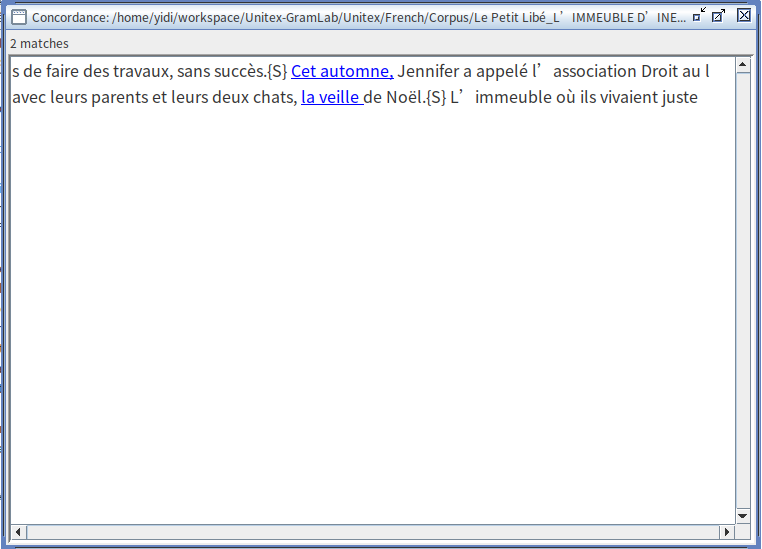 Concordance: /home/yidi/workspace/Unitex-GramLab/Unitex/French/Corpus/Le Petit Libé_L’IMMEUBLE D’INE...
2 matches
s de faire des travaux, sans succès.{S} Cet automne, Jennifer a appelé l’association Droit au l
avec leurs parents et leurs deux chats, la veille de Noël.{S} L’immeuble où ils vivaient juste